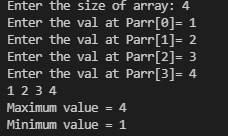 Enter the size of array: 4
Enter the val at Parr[0]= 1
Enter the val at Parr[1]= 2
Enter the val at Parr[2]= 3
Enter the val at Parr[3]= 4
1 2 3 4
Maximum value = 4
Minimum value = 1